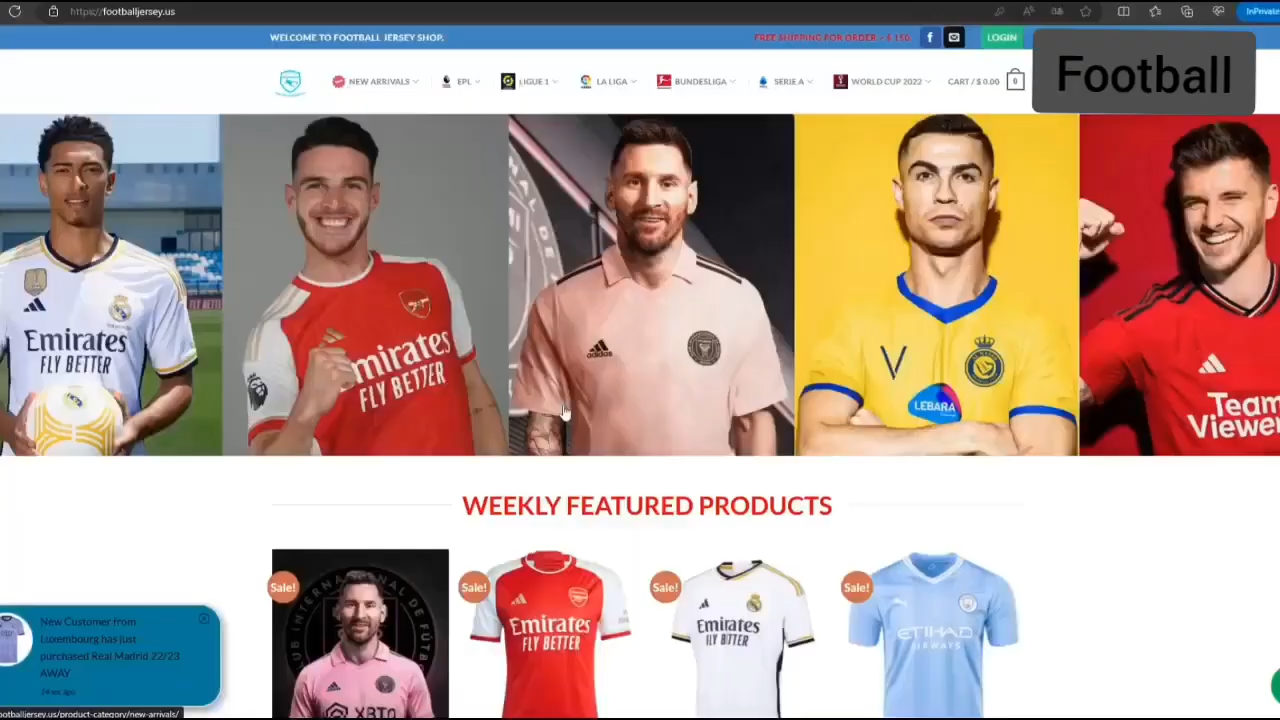 https://footballjersey.us
InPrivate
WELCOME TO FOOTBALL JERSEY SHOP.
FREE SHIPPING FOR ORDER > $ 150
LOGIN
Football
NEW ARRIVALS
EPL
LIGUE 1
LA LIGA
BUNDESLIGA
SERIE A
WORLD CUP 2022
CART / $ 0.00
0
Emirates
FLY BETTER
Emirates
FLY BETTER
adidas
V
LEBARA
Team
Viewer
WEEKLY FEATURED PRODUCTS
Sale!
Sale!
Sale!
Sale!
Emirates
FLY BETTER
Emirates
FLY BETTER
ETIHAD
AIRWAYS
New Customer from
Luxembourg has just
purchased Real Madrid 22/23
AWAY
ootballjersey.us/product-category/new-arrivals/